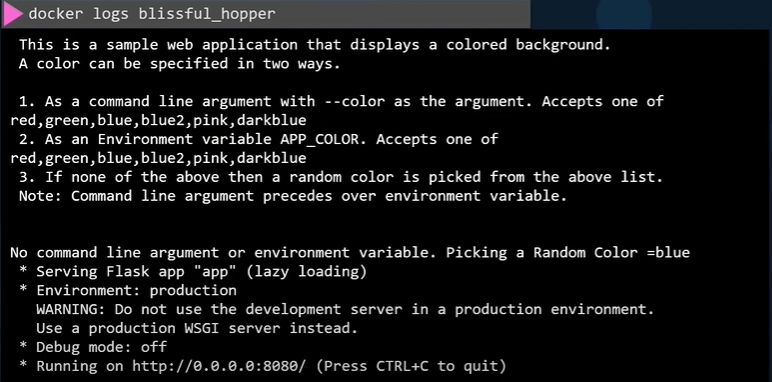 docker logs blissful_hopper
This is a sample web application that displays a colored background.
A color can be specified in two ways.
1. As a command line argument with --color as the argument. Accepts one of
red,green,blue,blue2,pink,darkblue
2. As an Environment variable APP_COLOR. Accepts one of
red,green,blue,blue2,pink,darkblue
3. If none of the above then a random color is picked from the above list.
Note: Command line argument precedes over environment variable.
No command line argument or environment variable. Picking a Random Color =blue
* Serving Flask app "app" (lazy loading)
* Environment: production
WARNING: Do not use the development server in a production environment.
Use a production WSGI server instead.
* Debug mode: off
* Running on http://0.0.0.0:8080/ (Press CTRL+C to quit)